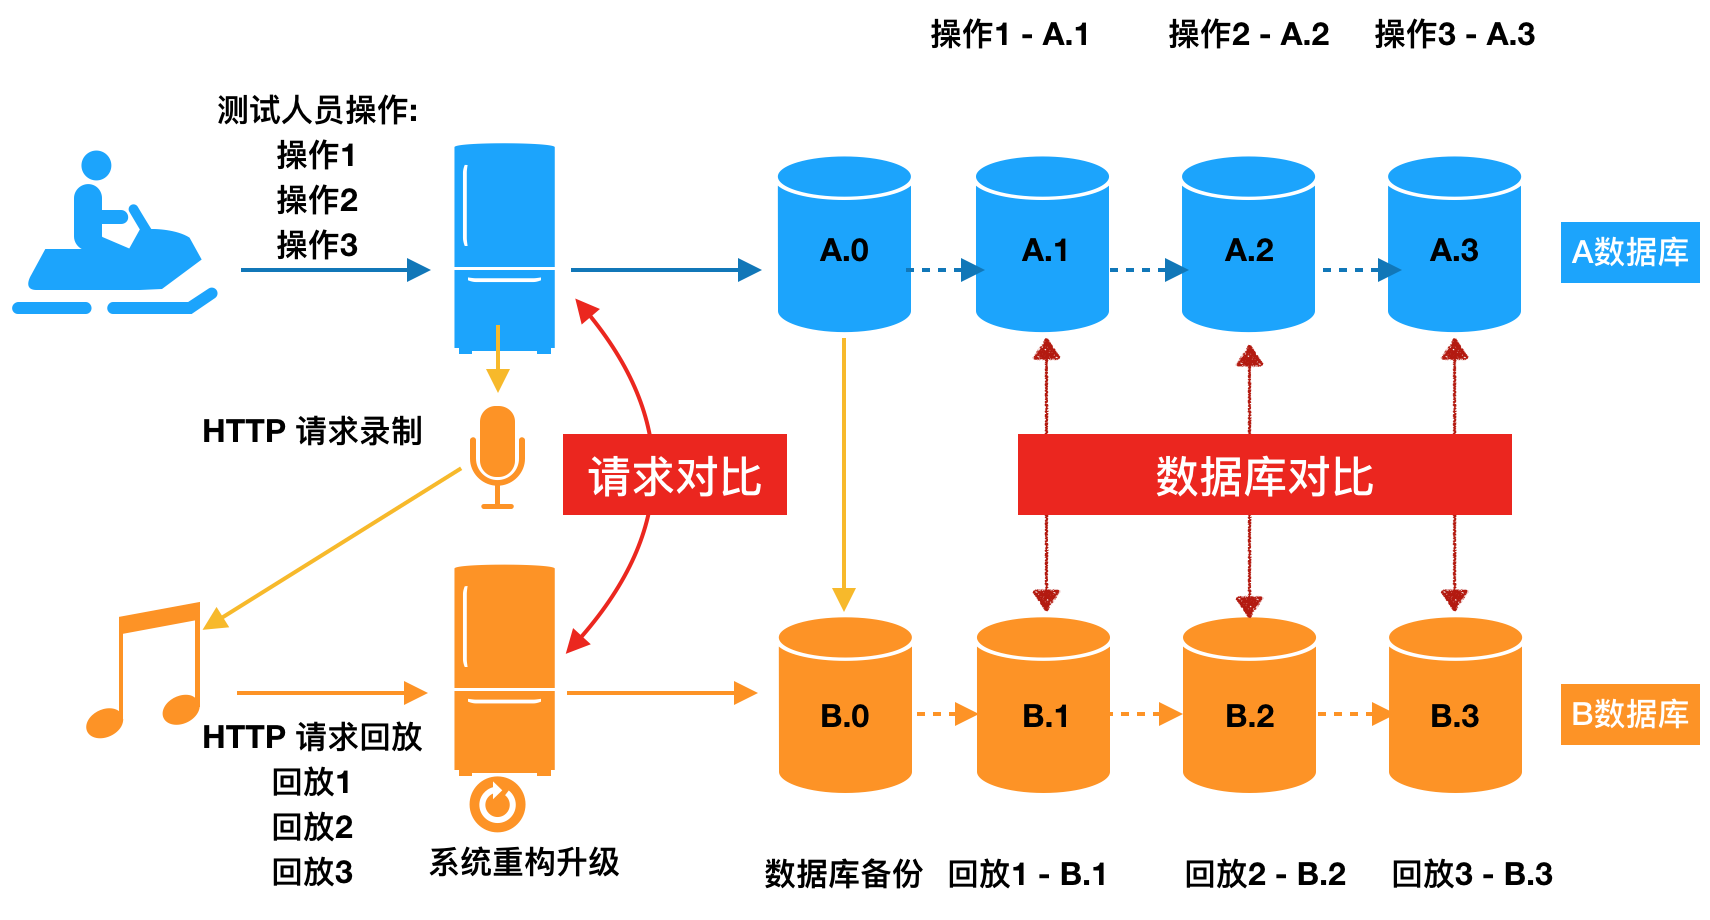 操作1 - A.1
操作2 - A.2
操作3 - A.3
测试人员操作:
操作1
操作2
操作3
A.0
A.1
A.2
A.3
A数据库
HTTP 请求录制
请求对比
数据库对比
B.0
B.1
B.2
B.3
B数据库
HTTP 请求回放
回放1
回放2
回放3
系统重构升级
数据库备份
回放1 - B.1
回放2 - B.2
回放3 - B.3